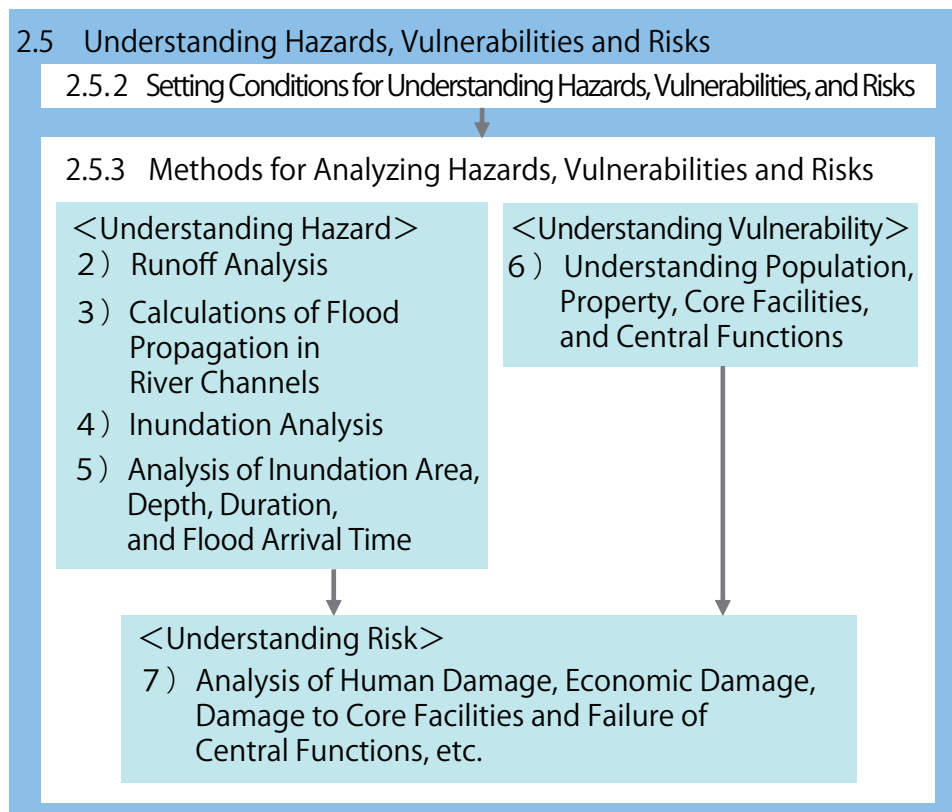 2.5 Understanding Hazards, Vulnerabilities and Risks
2.5.2 Setting Conditions for Understanding Hazards, Vulnerabilities, and Risks
2.5.3 Methods for Analyzing Hazards, Vulnerabilities and Risks
<Understanding Hazard>
2) Runoff Analysis
3) Calculations of Flood
Propagation in
River Channels
4) Inundation Analysis
5) Analysis of Inundation Area,
Depth, Duration,
and Flood Arrival Time
<Understanding Vulnerability>
6) Understanding Population,
Property, Core Facilities,
and Central Functions
<Understanding Risk>
7) Analysis of Human Damage, Economic Damage,
Damage to Core Facilities and Failure of
Central Functions, etc.